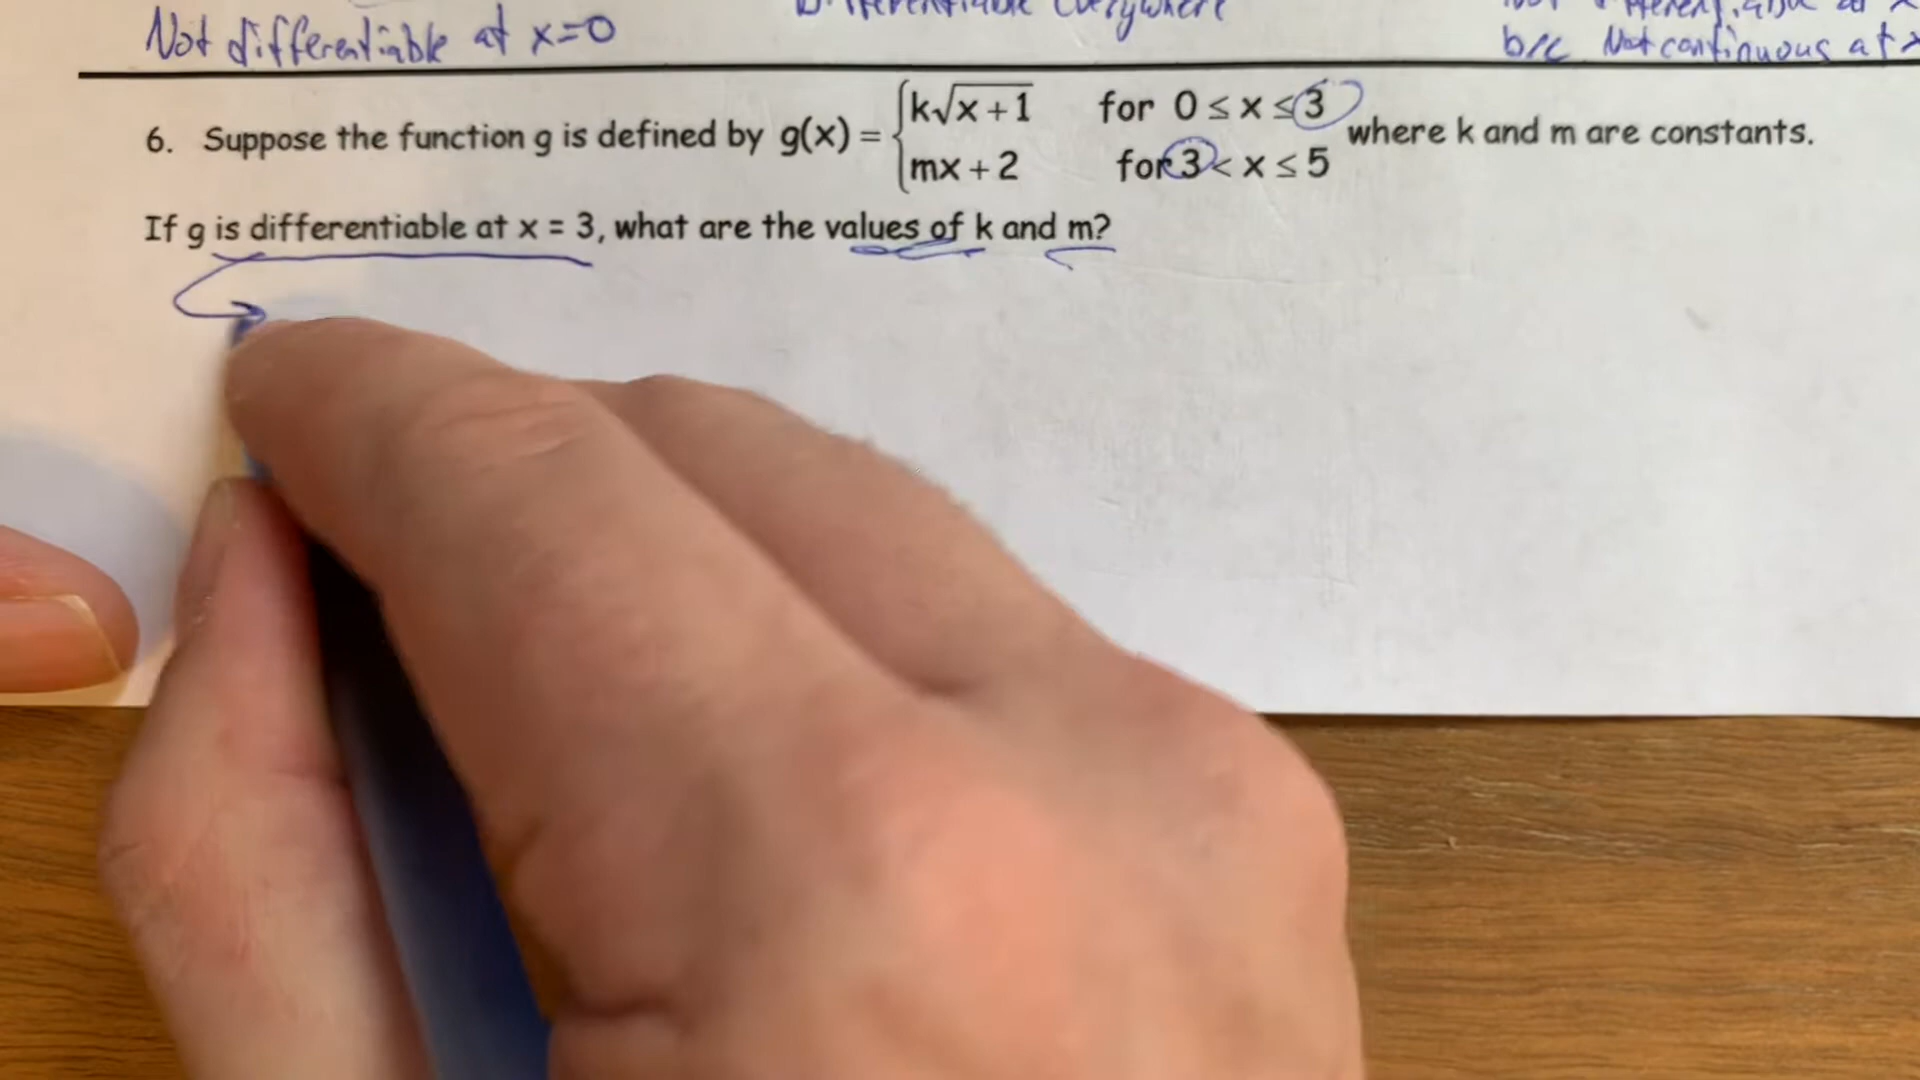 Not differentiable at x=0
Differentiable Everywhere
b/c Not continuous at x
6. Suppose the function g is defined by g(x) = { k√x+1 for 0 ≤ x ≤ 3
mx + 2 for 3 < x ≤ 5
where k and m are constants.
If g is differentiable at x = 3, what are the values of k and m?